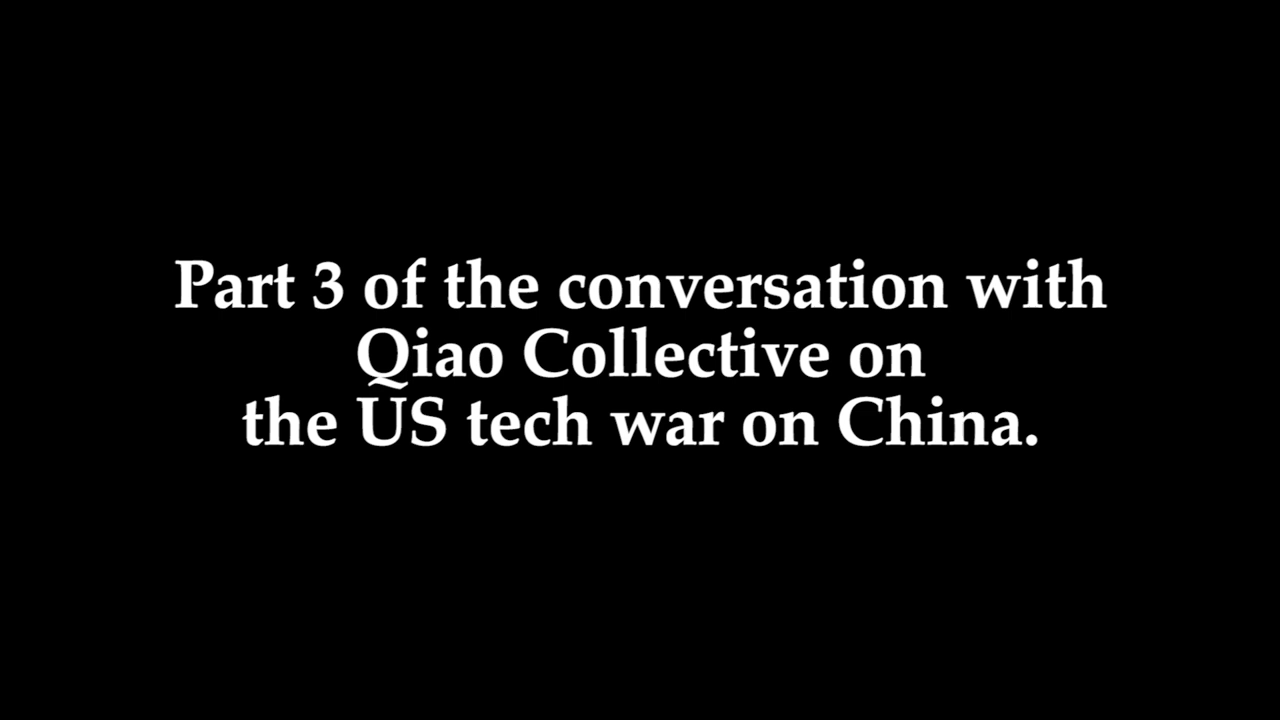 Part 3 of the conversation with
Qiao Collective on
the US tech war on China.